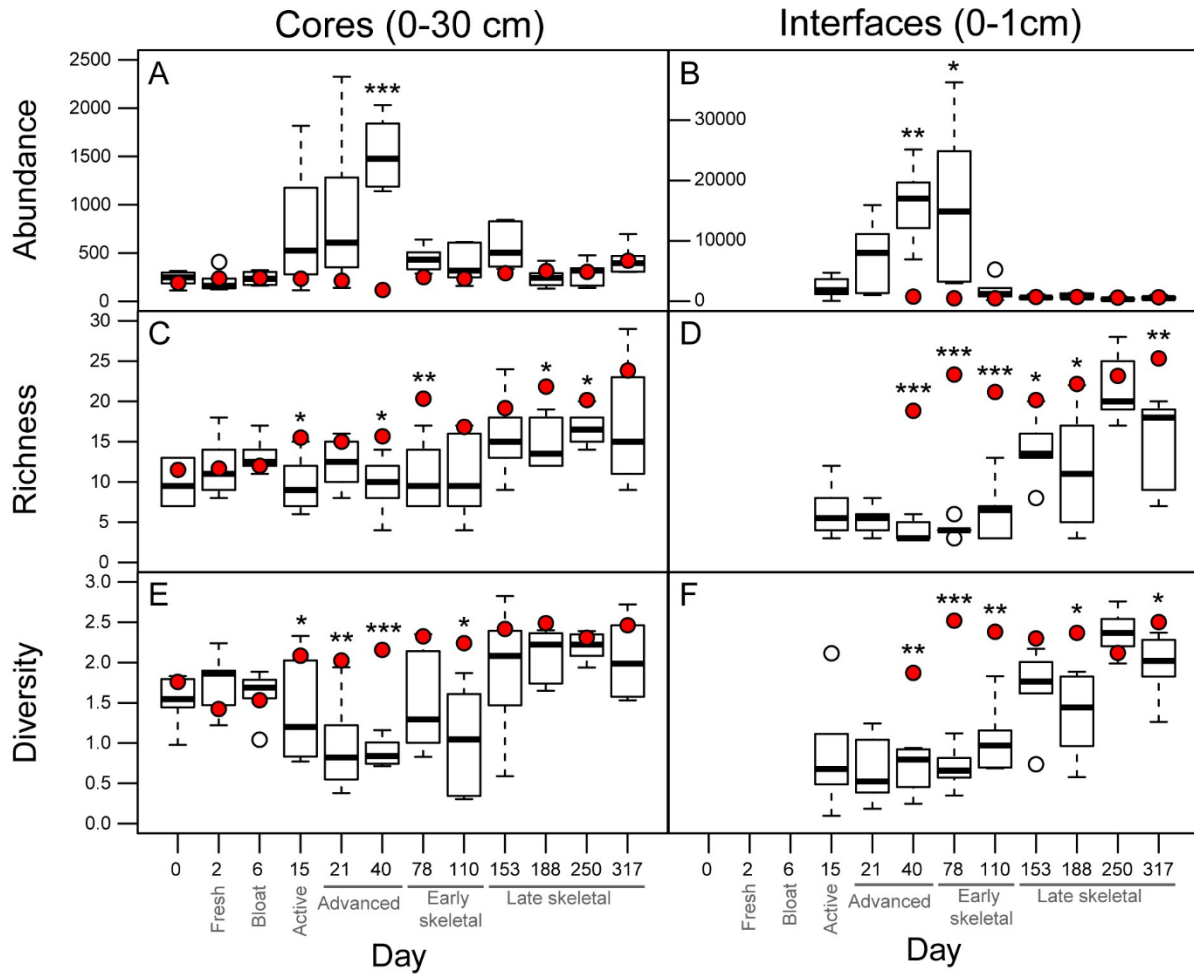 Cores (0-30 cm)
Interfaces (0-1cm)
Abundance
2500
2000
1500
1000
500
0
A
***
B
30000
20000
10000
0
**
*
Richness
30
25
20
15
10
5
0
C
*
*
**
*
*
D
***
***
***
*
*
**
Diversity
3.0
2.5
2.0
1.5
1.0
0.5
0.0
E
*
**
***
*
F
**
***
**
*
*
0 2 6 15 21 40 78 110 153 188 250 317
0 2 6 15 21 40 78 110 153 188 250 317
Fresh
Bloat
Active
Advanced
Early
skeletal
Late skeletal
Fresh
Bloat
Active
Advanced
Early
skeletal
Late skeletal
Day
Day